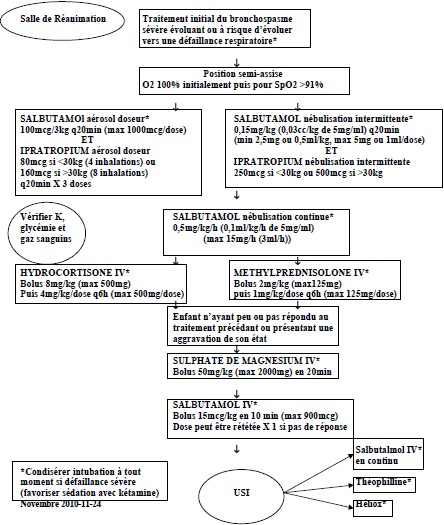 Salle de Réanimation
Traitement initial du bronchospasme
sévère évoluant ou à risque d'évoluer
vers une défaillance respiratoire*
Position semi-assise
O2 100% initialement puis pour SpO2 >91%
SALBUTAMOl aérosol doseur*
100mcg/3kg q20min (max 1000mcg/dose)
ET
IPRATROPIUM aérosol doseur
80mcg si <30kg (4 inhalations) ou
160mcg si >30kg (8 inhalations)
q20min X 3 doses
SALBUTAMOL nébulisation intermittente*
0,15mg/kg (0,03cc/kg de 5mg/ml) q20min
(min 2,5mg ou 0,5ml/kg, max 5mg ou 1ml/dose)
ET
IPRATROPIUM nébulisation intermittente
250mcg si <30kg ou 500mcg si >30kg
Vérifier K,
glycémie et
gaz sanguins
SALBUTAMOL nébulisation continue*
0,5mg/kg/h (0,1ml/kg/h de 5mg/ml)
(max 15mg/h (3ml/h))
HYDROCORTISONE IV*
Bolus 8mg/kg (max 500mg)
Puis 4mg/kg/dose q6h (max 500mg/dose)
METHYLPREDNISOLONE IV*
Bolus 2mg/kg (max125mg)
puis 1mg/kg/dose q6h (max 125mg/dose)
Enfant n'ayant peu ou pas répondu au
traitement précédant ou présentant une
aggravation de son état
SULPHATE DE MAGNESIUM IV*
Bolus 50mg/kg (max 2000mg) en 20min
SALBUTAMOL IV*
Bolus 15mcg/kg en 10 min (max 900mcg)
Dose peut être rététée X 1 si pas de réponse
*Condisérer intubation à tout
moment si défaillance sévère
(favoriser sédation avec kétamine)
Novembre 2010-11-24
USI
Salbutalmol IV*
en continu
Théophilline*
Héliox*